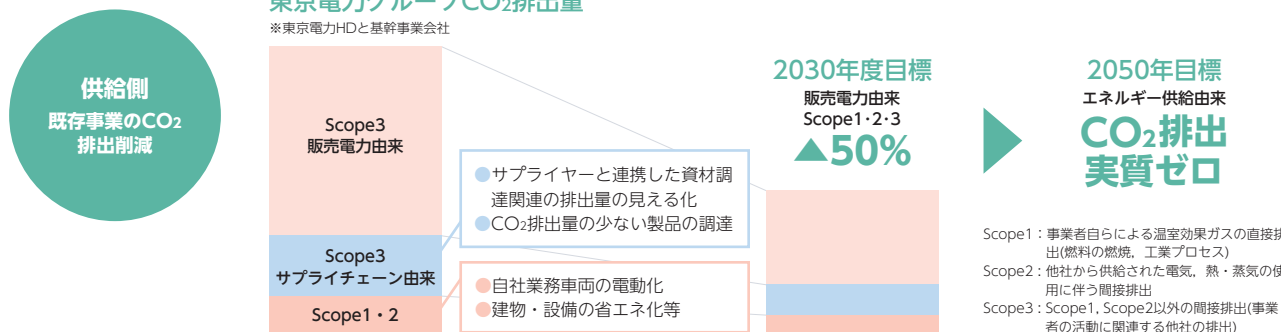 東京電力グループCO2排出量
※東京電力HDと基幹事業会社
供給側
既存事業のCO2
排出削減
Scope3
販売電力由来
Scope3
サプライチェーン由来
Scope1・2
●サプライヤーと連携した資材調
達関連の排出量の見える化
●CO2排出量の少ない製品の調達
●自社業務車両の電動化
●建物・設備の省エネ化等
2030年度目標
販売電力由来
Scope1・2・3
▲50%
2050年目標
エネルギー供給由来
CO2排出
実質ゼロ
Scope1：事業者自らによる温室効果ガスの直接排
出(燃料の燃焼，工業プロセス)
Scope2：他社から供給された電気，熱・蒸気の使
用に伴う間接排出
Scope3：Scope1, Scope2以外の間接排出(事業
者の活動に関連する他社の排出)